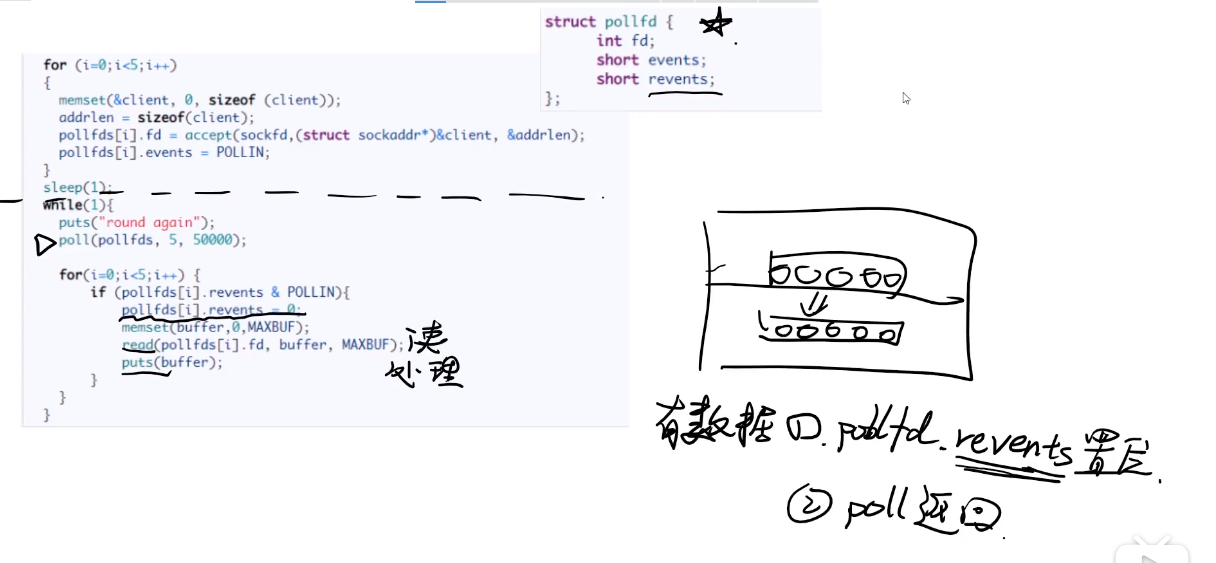 struct pollfd {
int fd;
short events;
short revents;
};
for (i=0;i<5;i++)
{
memset(&client, 0, sizeof (client));
addrlen = sizeof(client);
pollfds[i].fd = accept(sockfd,(struct sockaddr*)&client, &addrlen);
pollfds[i].events = POLLIN;
}
sleep(1);
while(1){
puts("round again");
poll(pollfds, 5, 50000);
for(i=0;i<5;i++) {
if (pollfds[i].revents & POLLIN){
pollfds[i].revents = 0;
memset(buffer,0,MAXBUF);
read(pollfds[i].fd, buffer, MAXBUF); 读
puts(buffer); 处理
}
}
}
有数据 ①. pollfd. revents 置位.
② poll 返回.